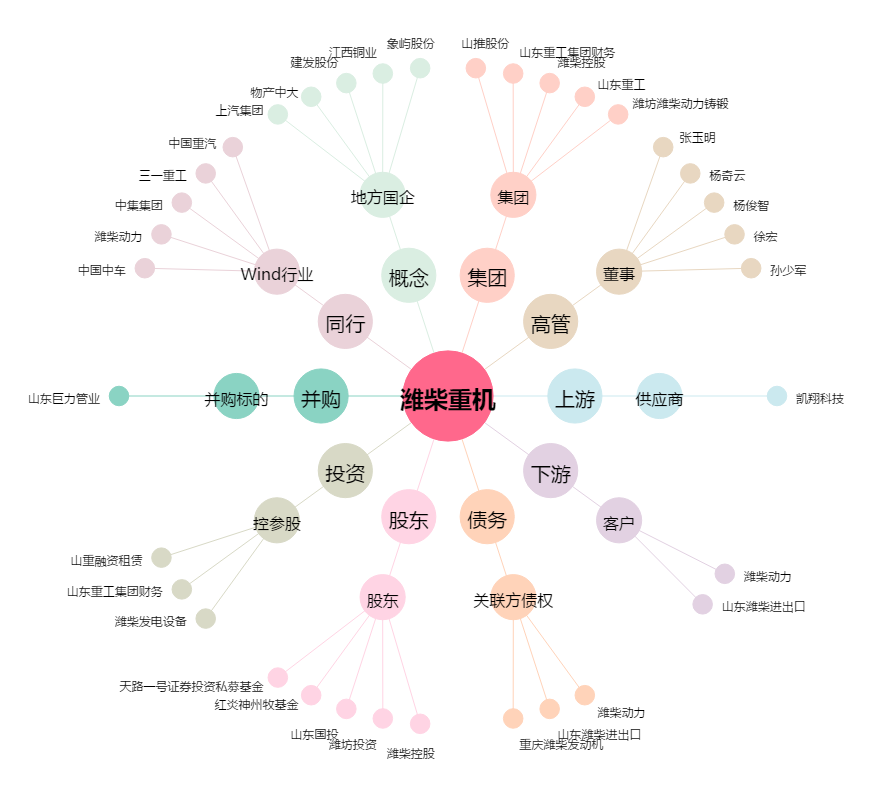 象屿股份
山推股份
江西铜业
山东重工集团财务
建发股份
潍柴控股
物产中大
山东重工
上汽集团
潍坊潍柴动力铸锻
中国重汽
张玉明
三一重工
杨奇云
地方国企
集团
中集集团
杨俊智
潍柴动力
徐宏
中国中车
Wind行业
概念
集团
董事
孙少军
同行
高管
山东巨力管业
并购标的
并购
潍柴重机
上游
供应商
凯翔科技
投资
下游
控参股
股东
债务
客户
山重融资租赁
潍柴动力
山东重工集团财务
股东
关联方债权
山东潍柴进出口
潍柴发电设备
天路一号证券投资私募基金
红炎神州牧基金
潍柴动力
山东国投
山东潍柴进出口
潍坊投资
重庆潍柴发动机
潍柴控股